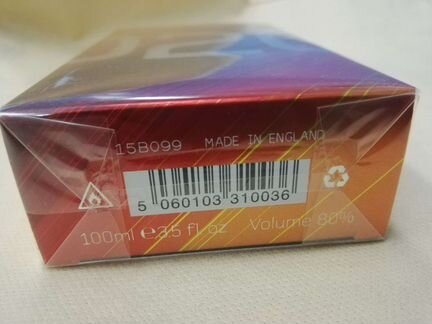 15B099 MADE IN ENGLAND
5 060103 310036
100ml ℮3.5 fl oz Volume 80%